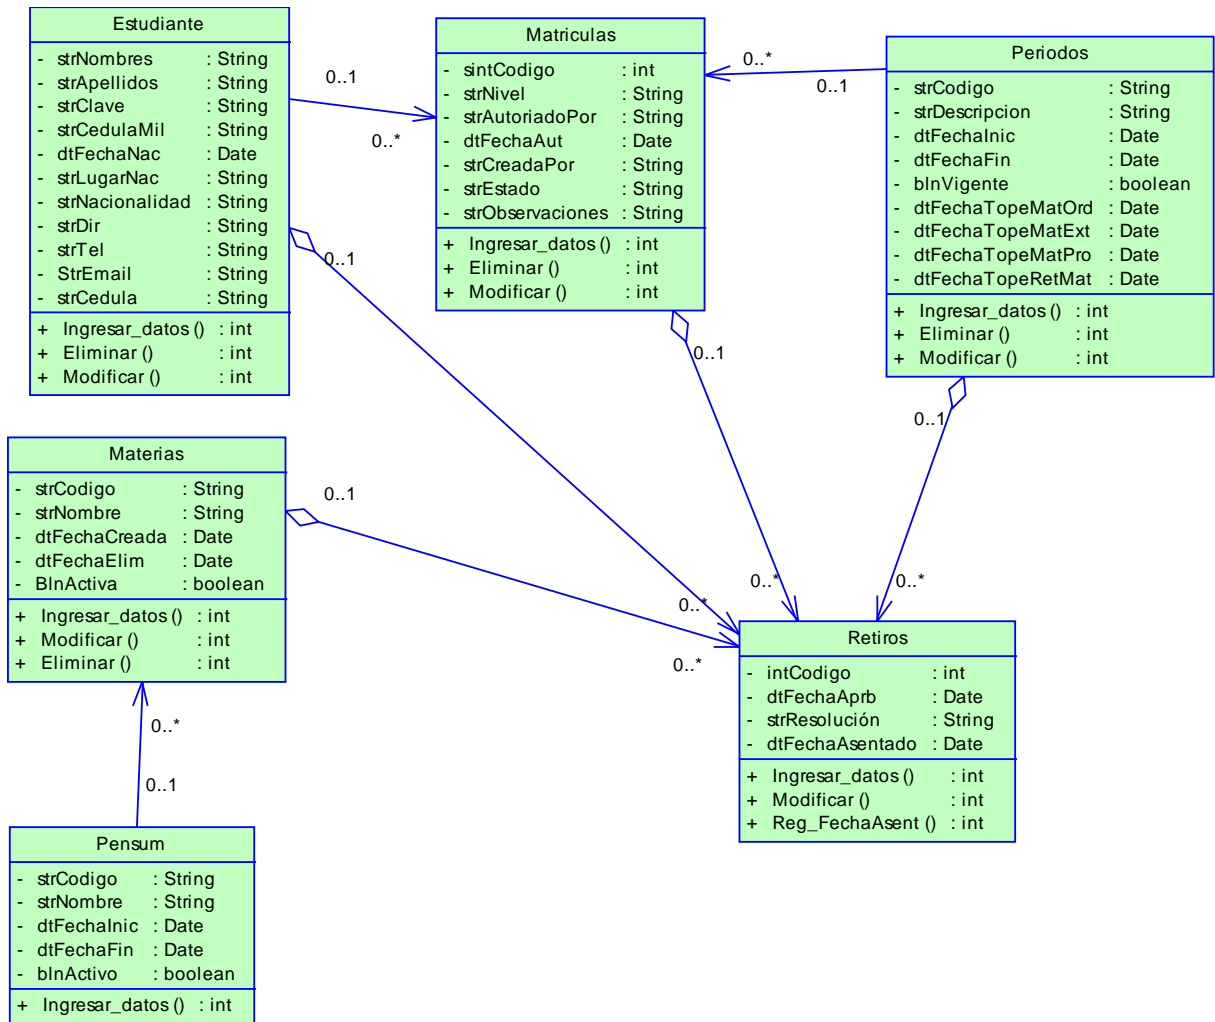 Estudiante
- strNombres : String
- strApellidos : String
- strClave : String
- strCedulaMil : String
- dtFechaNac : Date
- strLugarNac : String
- strNacionalidad : String
- strDir : String
- strTel : String
- StrEmail : String
- strCedula : String
+ Ingresar_datos () : int
+ Eliminar () : int
+ Modificar () : int
0..1
0..*
Matriculas
- sintCodigo : int
- strNivel : String
- strAutoriadoPor : String
- dtFechaAut : Date
- strCreadaPor : String
- strEstado : String
- strObservaciones : String
+ Ingresar_datos () : int
+ Eliminar () : int
+ Modificar () : int
0..*
0..1
Periodos
- strCodigo : String
- strDescripcion : String
- dtFechaInic : Date
- dtFechaFin : Date
- blnVigente : boolean
- dtFechaTopeMatOrd : Date
- dtFechaTopeMatExt : Date
- dtFechaTopeMatPro : Date
- dtFechaTopeRetMat : Date
+ Ingresar_datos () : int
+ Eliminar () : int
+ Modificar () : int
0..1
0..1
0..1
Materias
- strCodigo : String
- strNombre : String
- dtFechaCreada : Date
- dtFechaElim : Date
- BlnActiva : boolean
+ Ingresar_datos () : int
+ Modificar () : int
+ Eliminar () : int
0..1
0..*
0..*
0..*
0..*
Retiros
- intCodigo : int
- dtFechaAprb : Date
- strResolución : String
- dtFechaAsentado : Date
+ Ingresar_datos () : int
+ Modificar () : int
+ Reg_FechaAsent () : int
0..*
0..1
Pensum
- strCodigo : String
- strNombre : String
- dtFechaInic : Date
- dtFechaFin : Date
- blnActivo : boolean
+ Ingresar_datos () : int